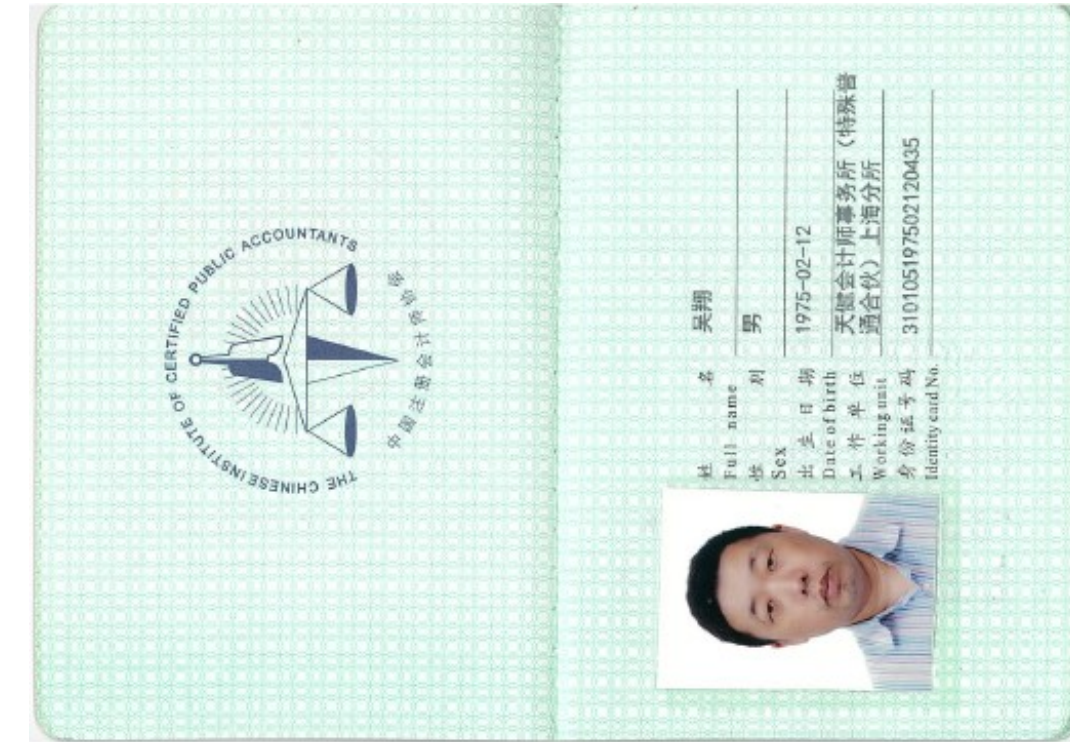 THE CHINESE INSTITUTE OF CERTIFIED PUBLIC ACCOUNTANTS
中国注册会计师协会
姓 名 吴翔
Full name
性 别 男
Sex
出 生 日 期 1975-02-12
Date of birth
工 作 单 位 天健会计师事务所（特殊普
Working unit 通合伙）上海分所
身份证号码 310105197502120435
Identity card No.